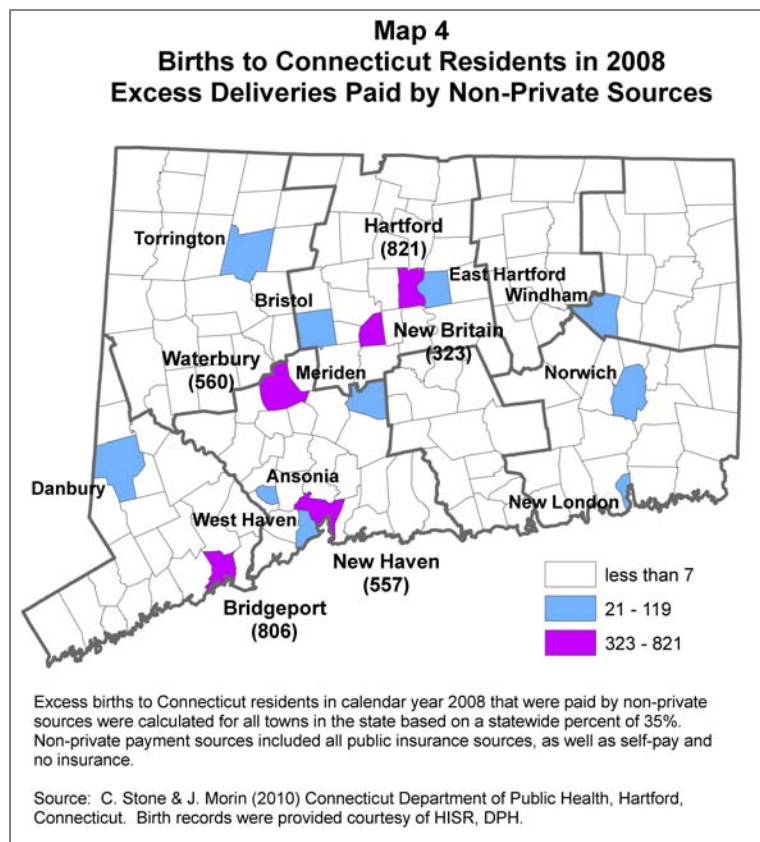 Map 4
Births to Connecticut Residents in 2008
Excess Deliveries Paid by Non-Private Sources
Hartford
(821)
Torrington
East Hartford
Windham
Bristol
New Britain
(323)
Waterbury
(560)
Meriden
Norwich
Danbury
Ansonia
New London
West Haven
New Haven
(557)
Bridgeport
(806)
less than 7
21 - 119
323 - 821
Excess births to Connecticut residents in calendar year 2008 that were paid by non-private
sources were calculated for all towns in the state based on a statewide percent of 35%.
Non-private payment sources included all public insurance sources, as well as self-pay and
no insurance.
Source:  C. Stone & J. Morin (2010) Connecticut Department of Public Health, Hartford,
Connecticut.  Birth records were provided courtesy of HISR, DPH.